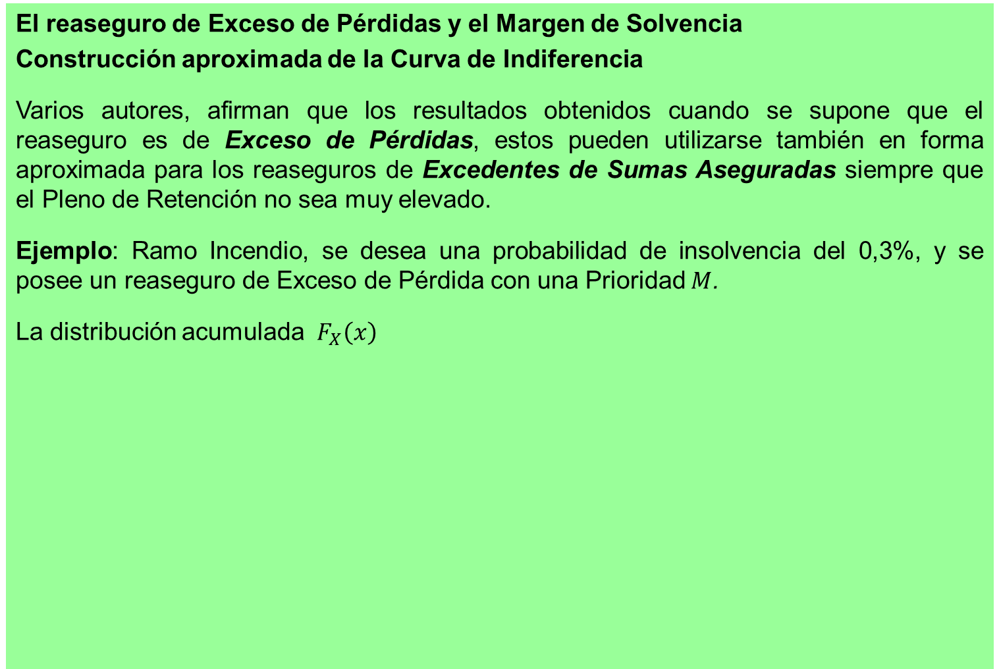 El reaseguro de Exceso de Pérdidas y el Margen de Solvencia
Construcción aproximada de la Curva de Indiferencia
Varios autores, afirman que los resultados obtenidos cuando se supone que el
reaseguro es de Exceso de Pérdidas, estos pueden utilizarse también en forma
aproximada para los reaseguros de Excedentes de Sumas Aseguradas siempre que
el Pleno de Retención no sea muy elevado.
Ejemplo: Ramo Incendio, se desea una probabilidad de insolvencia del 0,3%, y se
posee un reaseguro de Exceso de Pérdida con una Prioridad M.
La distribución acumulada F_X(x)